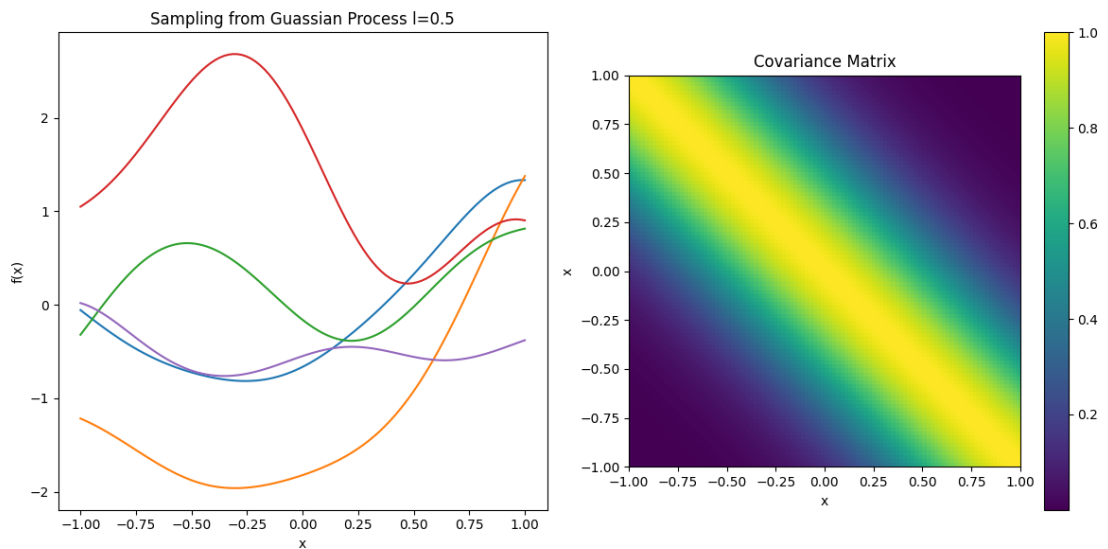 Sampling from Guassian Process l=0.5
2
1
0
−1
−2
f(x)
−1.00 −0.75 −0.50 −0.25 0.00 0.25 0.50 0.75 1.00
x
Covariance Matrix
1.00
0.75
0.50
0.25
0.00
−0.25
−0.50
−0.75
−1.00
x
−1.00 −0.75 −0.50 −0.25 0.00 0.25 0.50 0.75 1.00
x
1.0
0.8
0.6
0.4
0.2